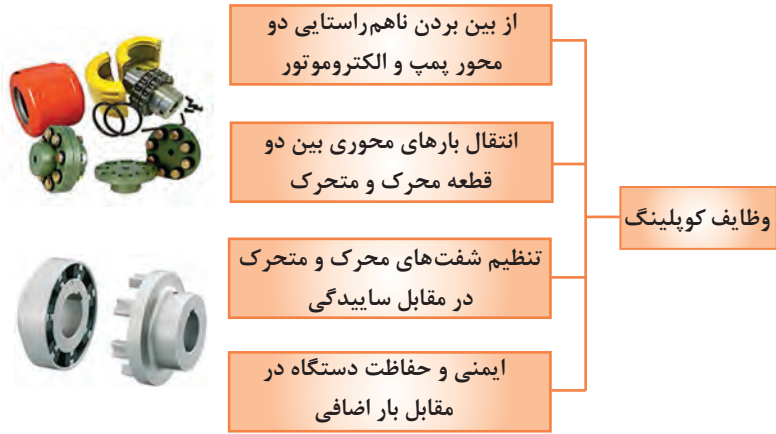 وظایف کوپلینگ
از بین بردن ناهم‌راستایی دو
محور پمپ و الکتروموتور
انتقال بارهای محوری بین دو
قطعه محرک و متحرک
تنظیم شفت‌های محرک و متحرک
در مقابل ساییدگی
ایمنی و حفاظت دستگاه در
مقابل بار اضافی